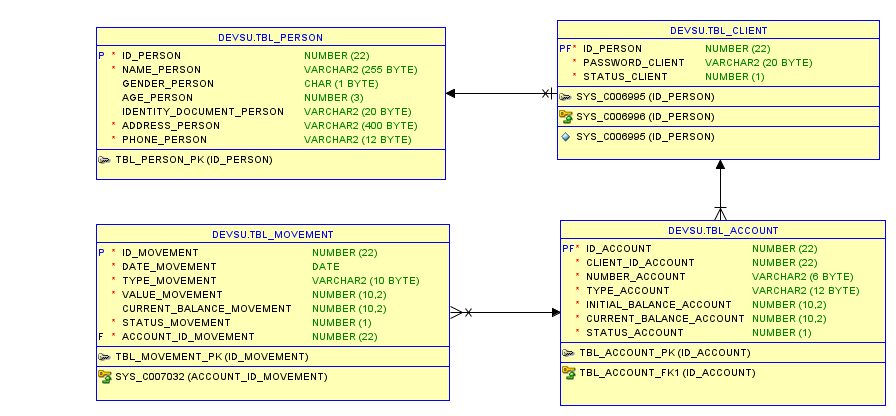 DEVSU.TBL_PERSON
P * ID_PERSON NUMBER (22)
* NAME_PERSON VARCHAR2 (255 BYTE)
GENDER_PERSON CHAR (1 BYTE)
AGE_PERSON NUMBER (3)
IDENTITY_DOCUMENT_PERSON VARCHAR2 (20 BYTE)
* ADDRESS_PERSON VARCHAR2 (400 BYTE)
* PHONE_PERSON VARCHAR2 (12 BYTE)
TBL_PERSON_PK (ID_PERSON)
DEVSU.TBL_CLIENT
PF* ID_PERSON NUMBER (22)
* PASSWORD_CLIENT VARCHAR2 (20 BYTE)
* STATUS_CLIENT NUMBER (1)
SYS_C006995 (ID_PERSON)
SYS_C006996 (ID_PERSON)
SYS_C006995 (ID_PERSON)
DEVSU.TBL_MOVEMENT
P * ID_MOVEMENT NUMBER (22)
* DATE_MOVEMENT DATE
* TYPE_MOVEMENT VARCHAR2 (10 BYTE)
* VALUE_MOVEMENT NUMBER (10,2)
CURRENT_BALANCE_MOVEMENT NUMBER (10,2)
* STATUS_MOVEMENT NUMBER (1)
F * ACCOUNT_ID_MOVEMENT NUMBER (22)
TBL_MOVEMENT_PK (ID_MOVEMENT)
SYS_C007032 (ACCOUNT_ID_MOVEMENT)
DEVSU.TBL_ACCOUNT
PF* ID_ACCOUNT NUMBER (22)
* CLIENT_ID_ACCOUNT NUMBER (22)
* NUMBER_ACCOUNT VARCHAR2 (6 BYTE)
* TYPE_ACCOUNT VARCHAR2 (12 BYTE)
* INITIAL_BALANCE_ACCOUNT NUMBER (10,2)
* CURRENT_BALANCE_ACCOUNT NUMBER (10,2)
* STATUS_ACCOUNT NUMBER (1)
TBL_ACCOUNT_PK (ID_ACCOUNT)
TBL_ACCOUNT_FK1 (ID_ACCOUNT)